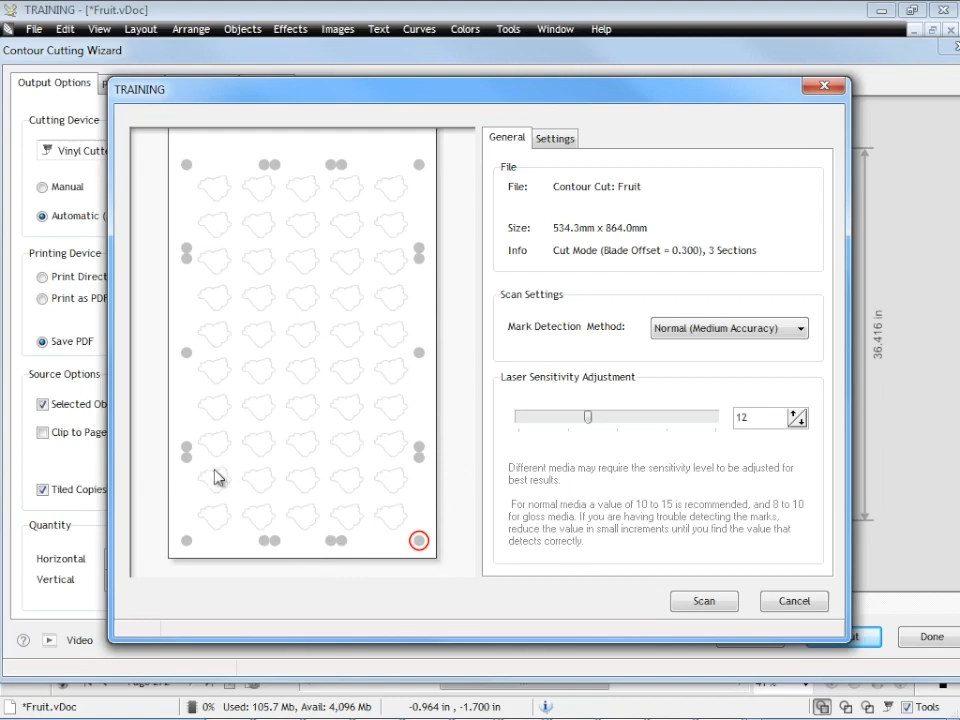 TRAINING - [*Fruit.vDoc]
File Edit View Layout Arrange Objects Effects Images Text Curves Colors Tools Window Help
Contour Cutting Wizard
Output Options
TRAINING
Cutting Device
Vinyl Cutt
Manual
Automatic (
Printing Device
Print Direct
Print as PDF
Save PDF
Source Options
Selected Ob
Clip to Page
Tiled Copies
Quantity
Horizontal
Vertical
Video
General Settings
File
File: Contour Cut: Fruit
Size: 534.3mm x 864.0mm
Info Cut Mode (Blade Offset = 0.300), 3 Sections
Scan Settings
Mark Detection Method: Normal (Medium Accuracy)
Laser Sensitivity Adjustment
12
Different media may require the sensitivity level to be adjusted for
best results.
For normal media a value of 10 to 15 is recommended, and 8 to 10
for gloss media. If you are having trouble detecting the marks,
reduce the value in small increments until you find the value that
detects correctly.
Scan Cancel
36.416 in
Done
*Fruit.vDoc 0% Used: 105.7 Mb, Avail: 4,096 Mb -0.964 in , -1.700 in Tools